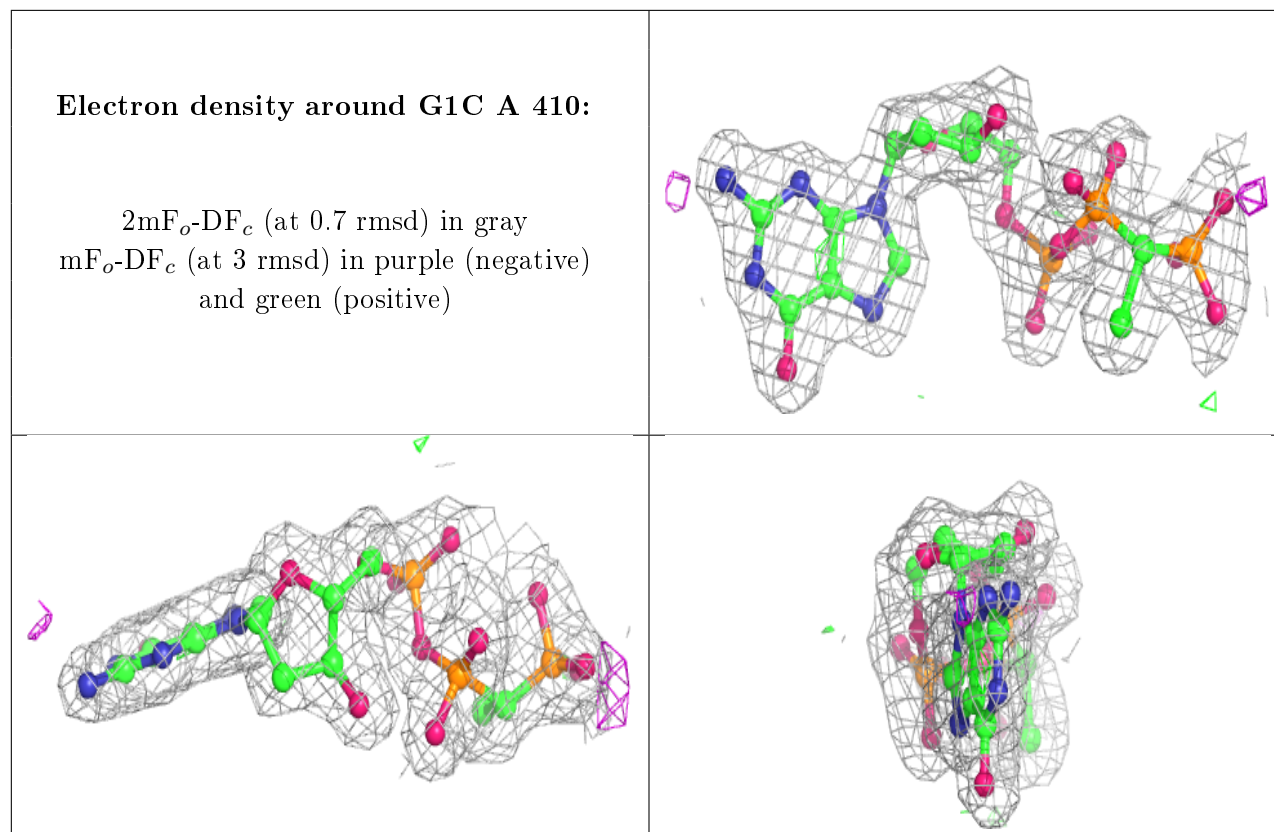 Electron density around G1C A 410:
2mFo-DFc (at 0.7 rmsd) in gray
mFo-DFc (at 3 rmsd) in purple (negative)
and green (positive)